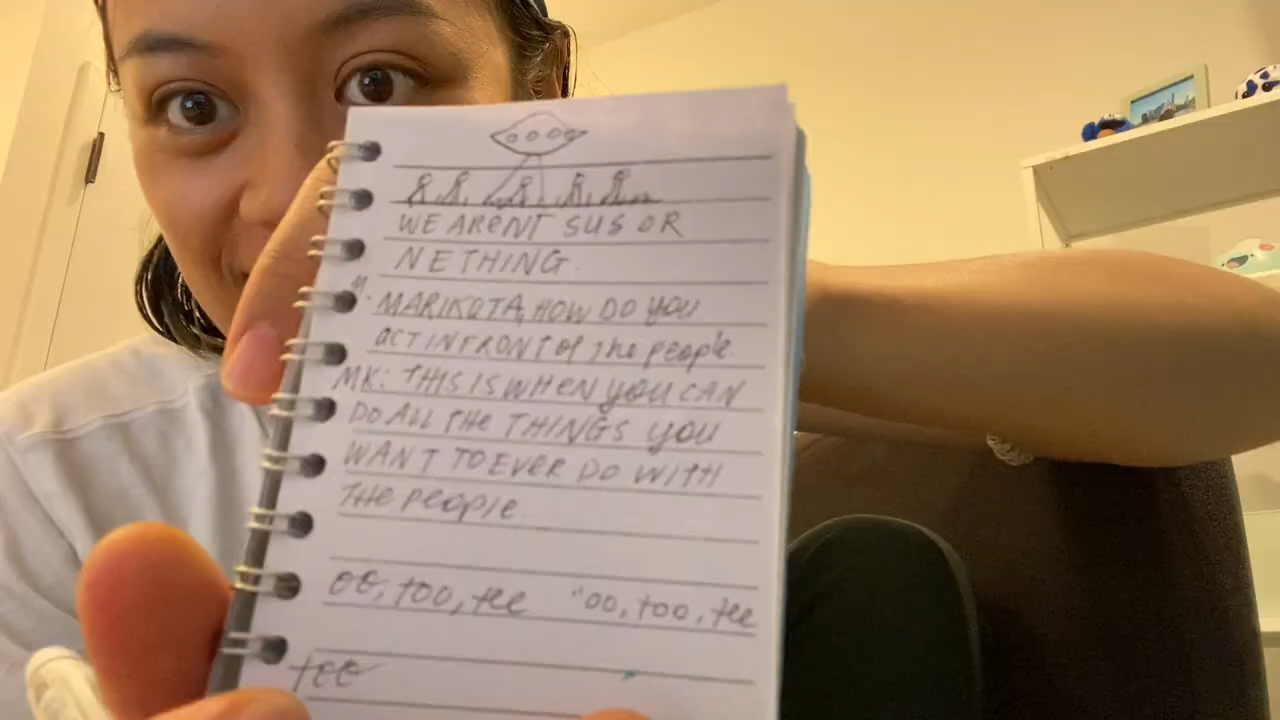 WE ARENT SUS OR
NETHING.
M. MARIKOTA, HOW DO YOU
ACT IN FRONT Of The people.
MK: THIS IS WHEN YOU CAN
DO ALL THE THINGS YOU
WANT TO EVER DO WITH
THE PEOPLE
OO, too, tee "oo, too, tee
tee